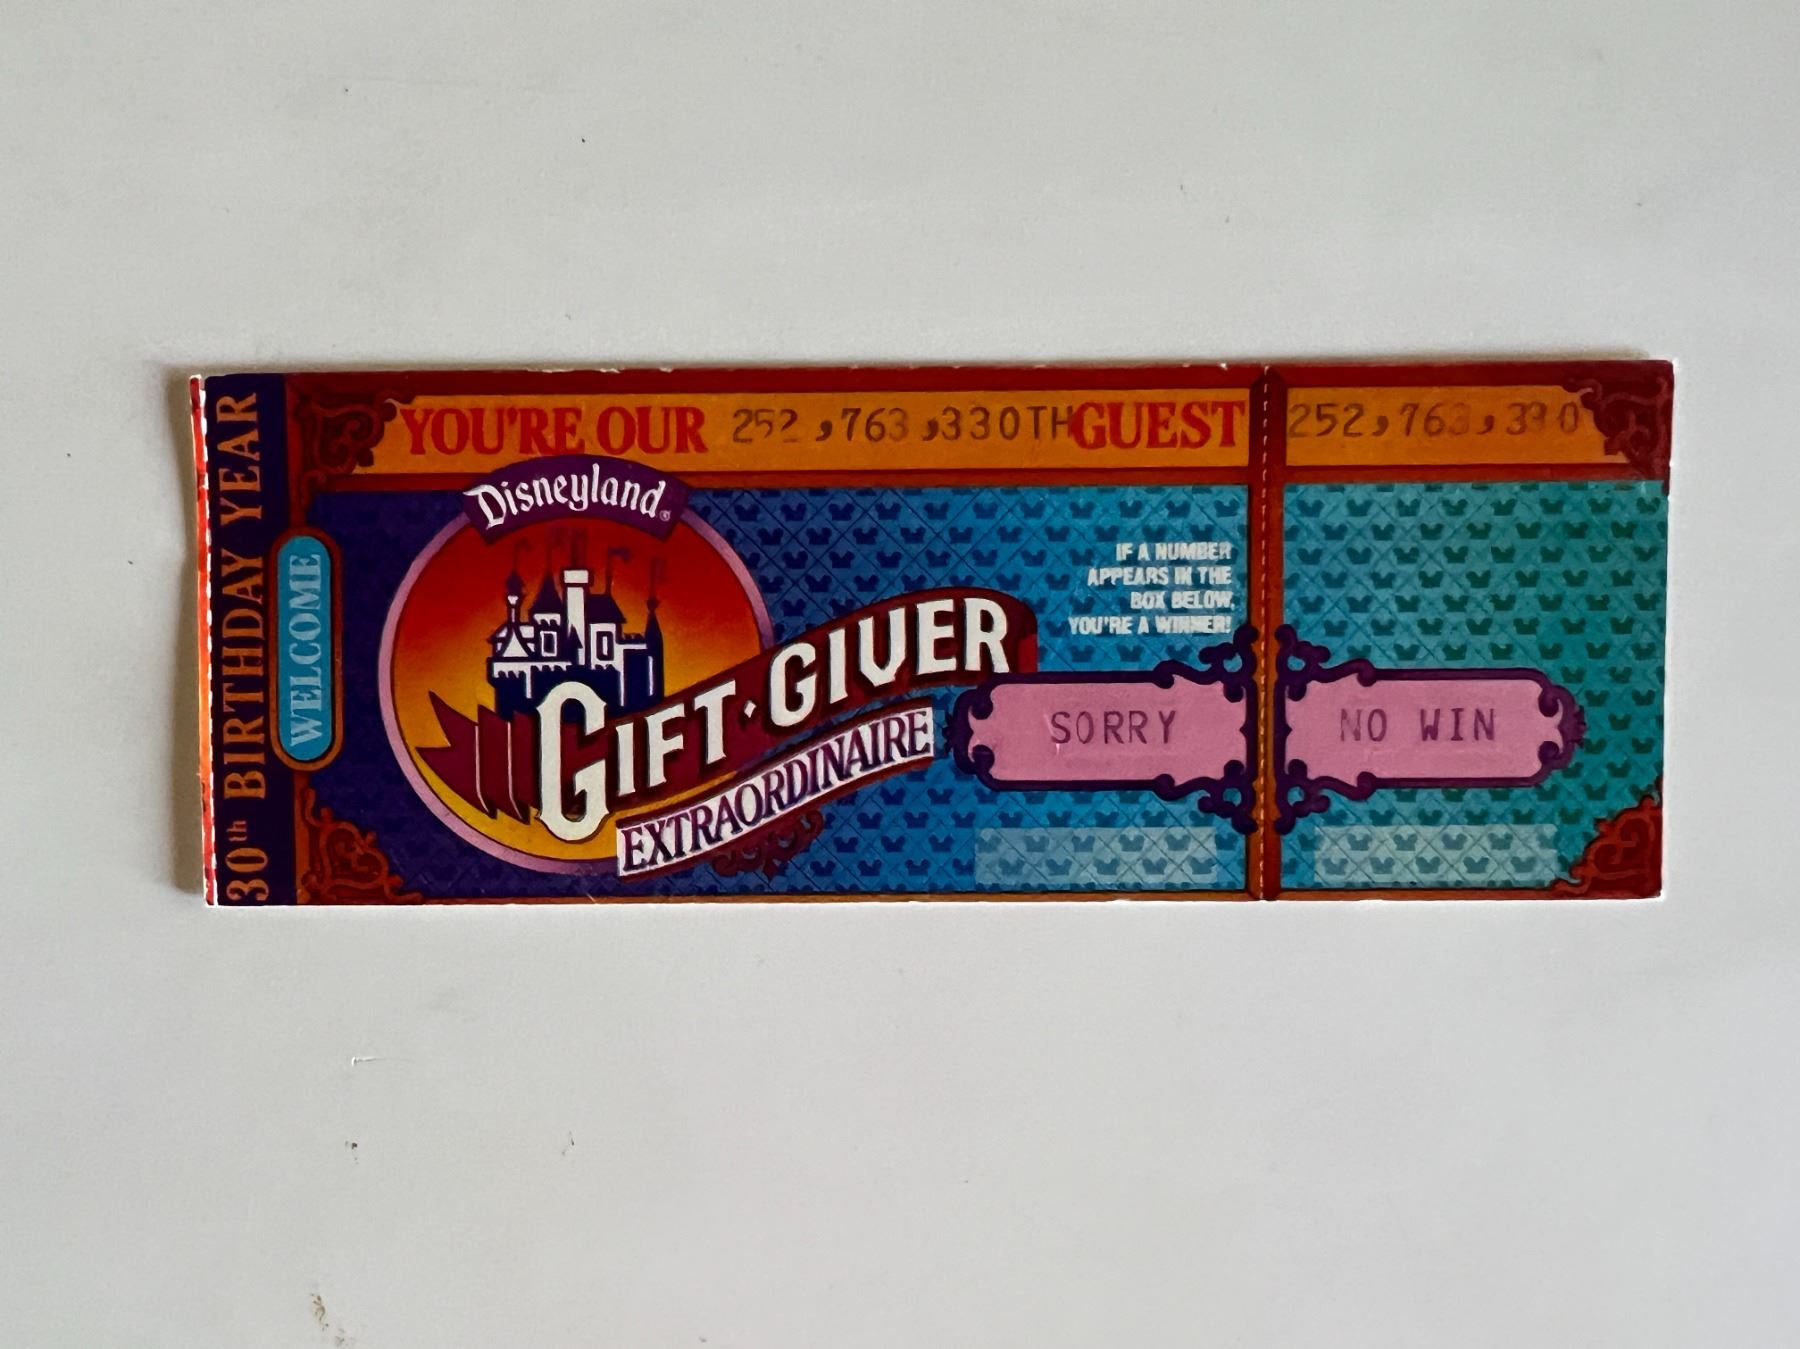 30th BIRTHDAY YEAR
WELCOME
YOU'RE OUR 252,763,330TH GUEST
252,763,330
Disneyland®
GIFT·GIVER
EXTRAORDINAIRE
IF A NUMBER
APPEARS IN THE
BOX BELOW,
YOU'RE A WINNER!
SORRY
NO WIN